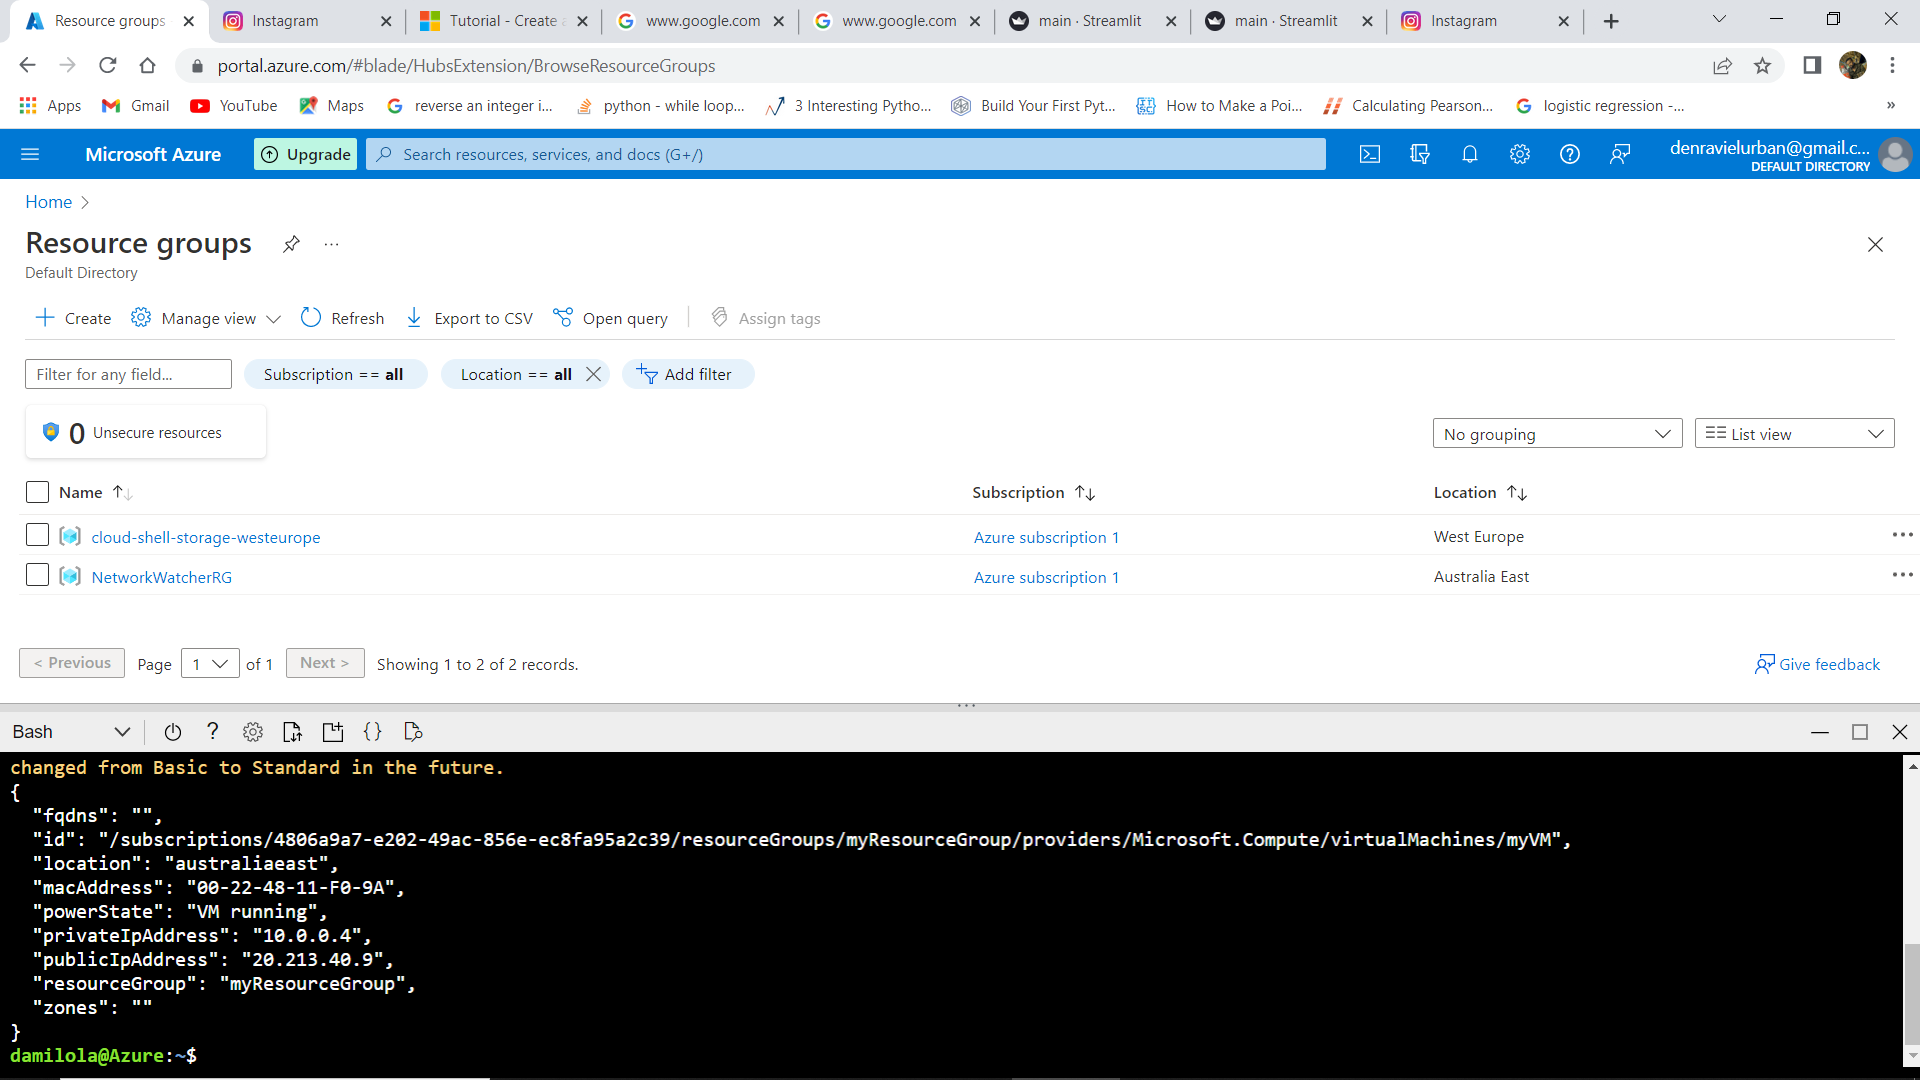 Resource groups
Instagram
Tutorial - Create a
www.google.com
www.google.com
main · Streamlit
main · Streamlit
Instagram
portal.azure.com/#blade/HubsExtension/BrowseResourceGroups
Apps
Gmail
YouTube
Maps
reverse an integer i...
python - while loop...
3 Interesting Pytho...
Build Your First Pyt...
How to Make a Poi...
Calculating Pearson...
logistic regression -...
»
Microsoft Azure
Upgrade
Search resources, services, and docs (G+/)
denravielurban@gmail.c...
DEFAULT DIRECTORY
Home
Resource groups
Default Directory
Create
Manage view
Refresh
Export to CSV
Open query
Assign tags
Filter for any field...
Subscription == all
Location == all
Add filter
0 Unsecure resources
No grouping
List view
Name
Subscription
Location
cloud-shell-storage-westeurope
Azure subscription 1
West Europe
NetworkWatcherRG
Azure subscription 1
Australia East
< Previous
Page 1 of 1
Next >
Showing 1 to 2 of 2 records.
Give feedback
Bash
?
{}
changed from Basic to Standard in the future.
{
"fqdns": "",
"id": "/subscriptions/4806a9a7-e202-49ac-856e-ec8fa95a2c39/resourceGroups/myResourceGroup/providers/Microsoft.Compute/virtualMachines/myVM",
"location": "australiaeast",
"macAddress": "00-22-48-11-F0-9A",
"powerState": "VM running",
"privateIpAddress": "10.0.0.4",
"publicIpAddress": "20.213.40.9",
"resourceGroup": "myResourceGroup",
"zones": ""
}
damilola@Azure:~$